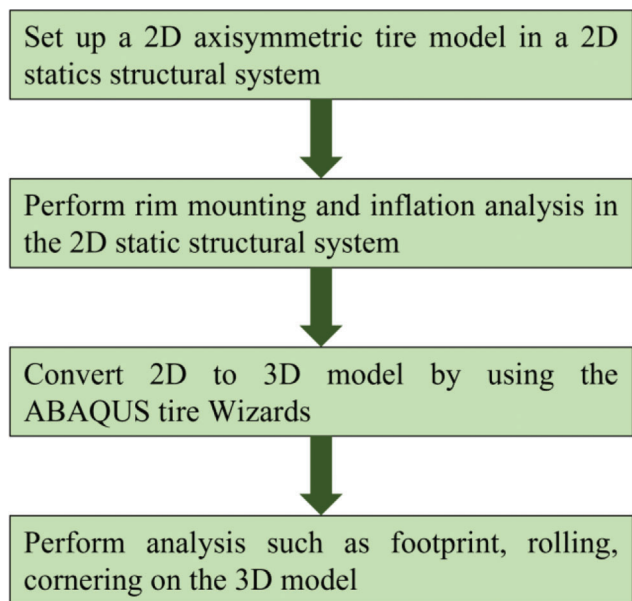 Set up a 2D axisymmetric tire model in a 2D
statics structural system
Perform rim mounting and inflation analysis in
the 2D static structural system
Convert 2D to 3D model by using the
ABAQUS tire Wizards
Perform analysis such as footprint, rolling,
cornering on the 3D model